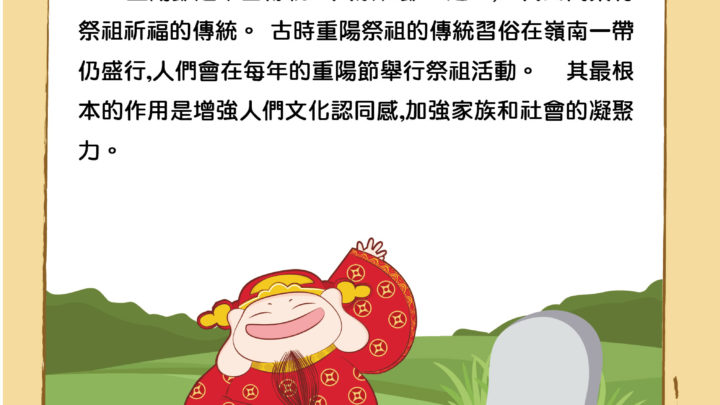 祭祖祈福的傳統。 古時重陽祭祖的傳統習俗在嶺南一帶
仍盛行,人們會在每年的重陽節舉行祭祖活動。 其最根
本的作用是增強人們文化認同感,加強家族和社會的凝聚
力。